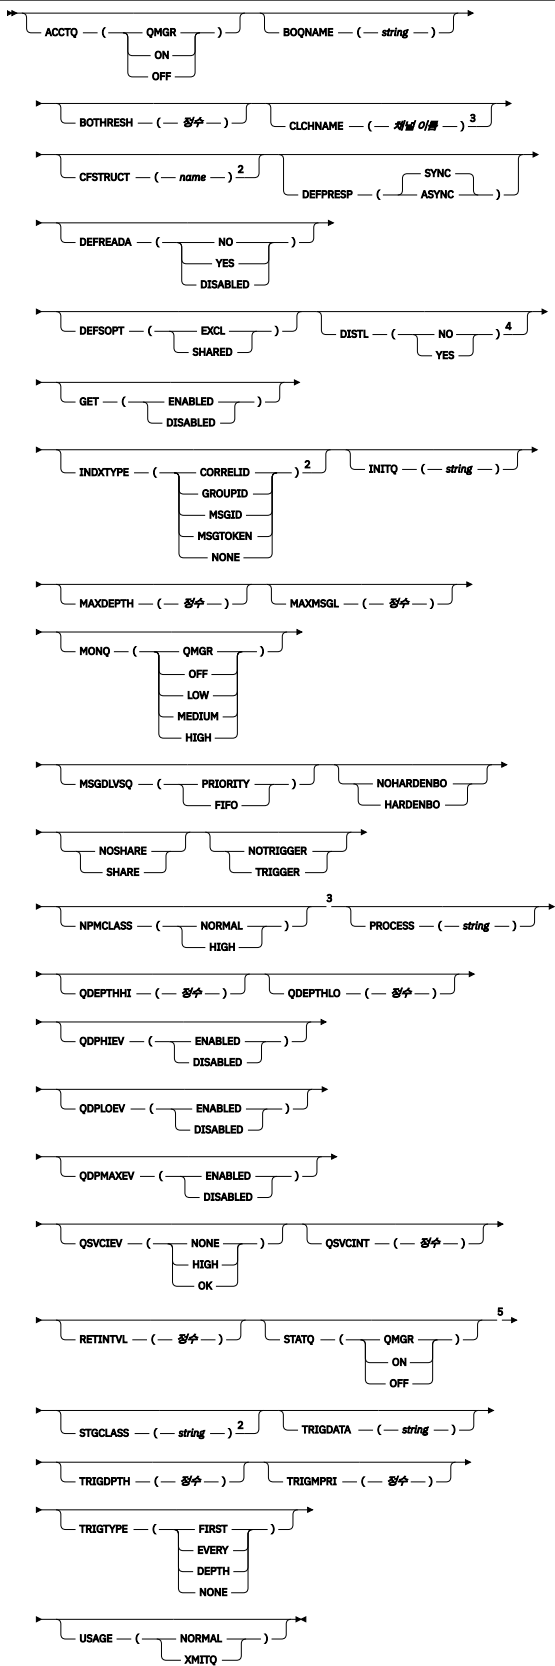 ACCTQ ( QMGR ) BOQNAME ( string )
ON
OFF
BOTHRESH ( 정수 ) CLCHNAME ( 채널 이름 ) 3
CFSTRUCT ( name ) 2 SYNC
DEFPRESP ( ASYNC )
DEFREADA ( NO )
YES
DISABLED
DEFSOPT ( EXCL ) DISTL ( NO ) 4
SHARED YES
GET ( ENABLED )
DISABLED
INDXTYPE ( CORRELID ) 2 INITQ ( string )
GROUPID
MSGID
MSGTOKEN
NONE
MAXDEPTH ( 정수 ) MAXMSGL ( 정수 )
MONQ ( QMGR )
OFF
LOW
MEDIUM
HIGH
MSGDLVSQ ( PRIORITY ) NOHARDENBO
FIFO HARDENBO
NOSHARE NOTRIGGER
SHARE TRIGGER
NPMCLASS ( NORMAL ) 3 PROCESS ( string )
HIGH
QDEPTHHI ( 정수 ) QDEPTHLO ( 정수 )
QDPHIEV ( ENABLED )
DISABLED
QDPLOEV ( ENABLED )
DISABLED
QDPMAXEV ( ENABLED )
DISABLED
QSVCIEV ( NONE ) QSVCINT ( 정수 )
HIGH
OK
RETINTVL ( 정수 ) STATQ ( QMGR ) 5
ON
OFF
STGCLASS ( string ) 2 TRIGDATA ( string )
TRIGDPTH ( 정수 ) TRIGMPRI ( 정수 )
TRIGTYPE ( FIRST )
EVERY
DEPTH
NONE
USAGE ( NORMAL )
XMITQ